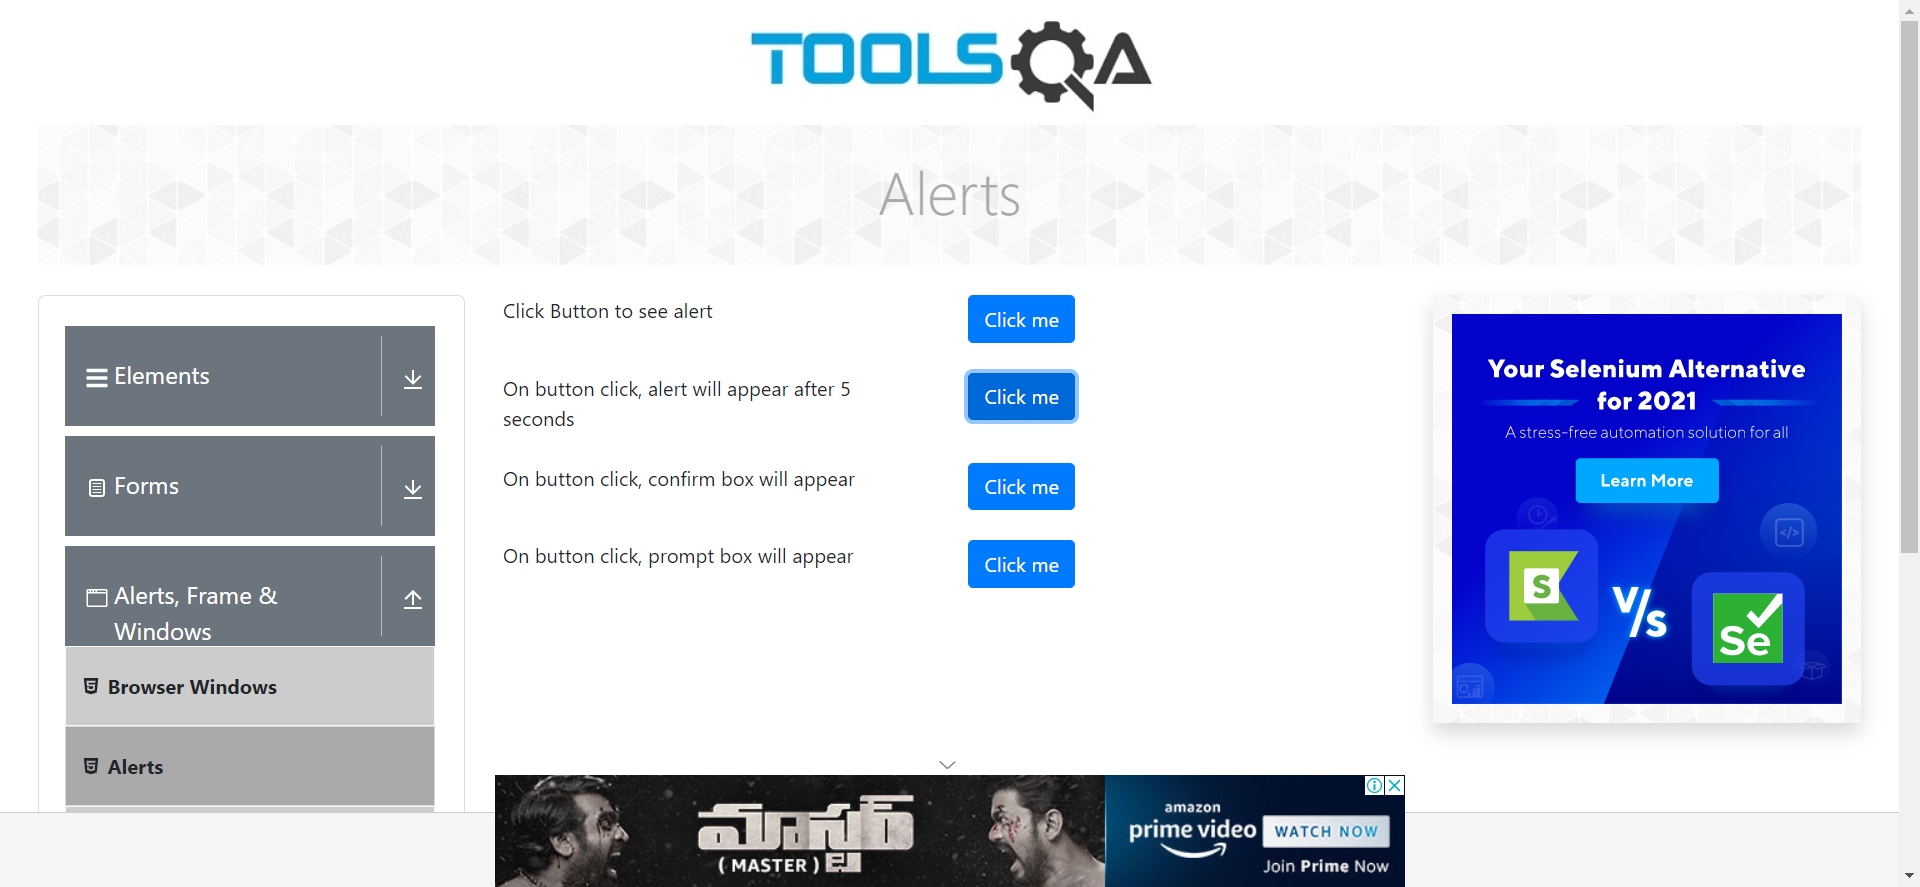 TOOLSQA
Alerts
Elements
Forms
Alerts, Frame &
Windows
Browser Windows
Alerts
Click Button to see alert
Click me
On button click, alert will appear after 5
seconds
Click me
On button click, confirm box will appear
Click me
On button click, prompt box will appear
Click me
Your Selenium Alternative
for 2021
A stress-free automation solution for all
Learn More
</>
S
V/S
Se
మాస్టర్
( MASTER )
amazon
prime video
WATCH NOW
Join Prime Now